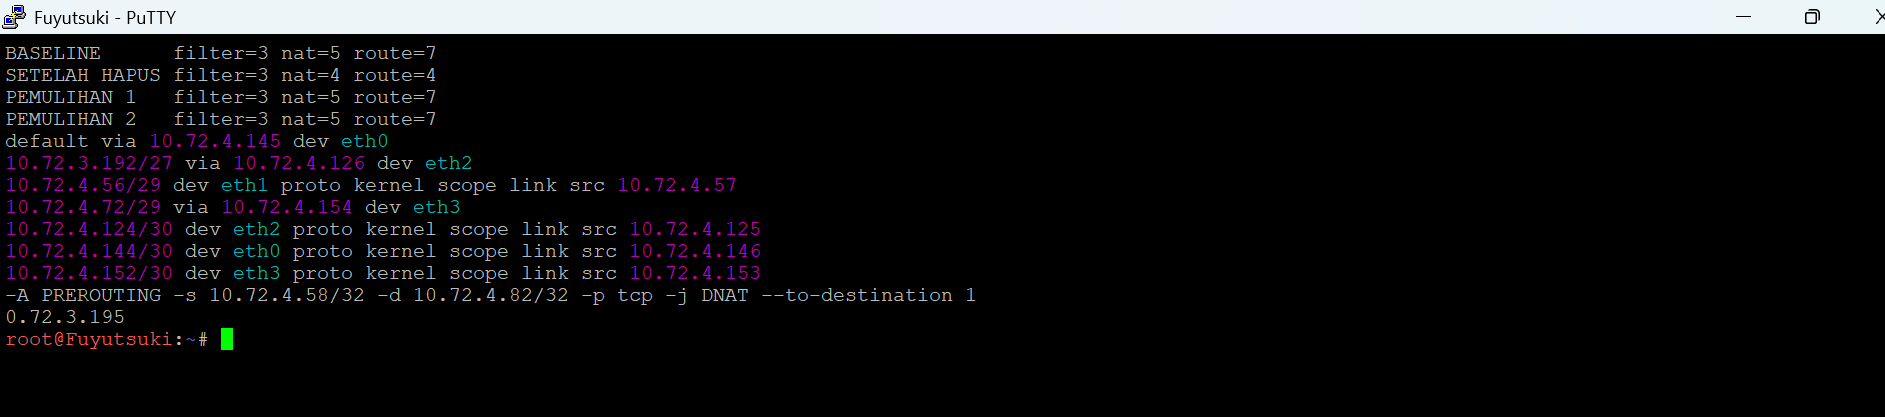 Fuyutsuki - PuTTY
BASELINE      filter=3 nat=5 route=7
SETELAH HAPUS filter=3 nat=4 route=4
PEMULIHAN 1   filter=3 nat=5 route=7
PEMULIHAN 2   filter=3 nat=5 route=7
default via 10.72.4.145 dev eth0
10.72.3.192/27 via 10.72.4.126 dev eth2
10.72.4.56/29 dev eth1 proto kernel scope link src 10.72.4.57
10.72.4.72/29 via 10.72.4.154 dev eth3
10.72.4.124/30 dev eth2 proto kernel scope link src 10.72.4.125
10.72.4.144/30 dev eth0 proto kernel scope link src 10.72.4.146
10.72.4.152/30 dev eth3 proto kernel scope link src 10.72.4.153
-A PREROUTING -s 10.72.4.58/32 -d 10.72.4.82/32 -p tcp -j DNAT --to-destination 1
0.72.3.195
root@Fuyutsuki:~#